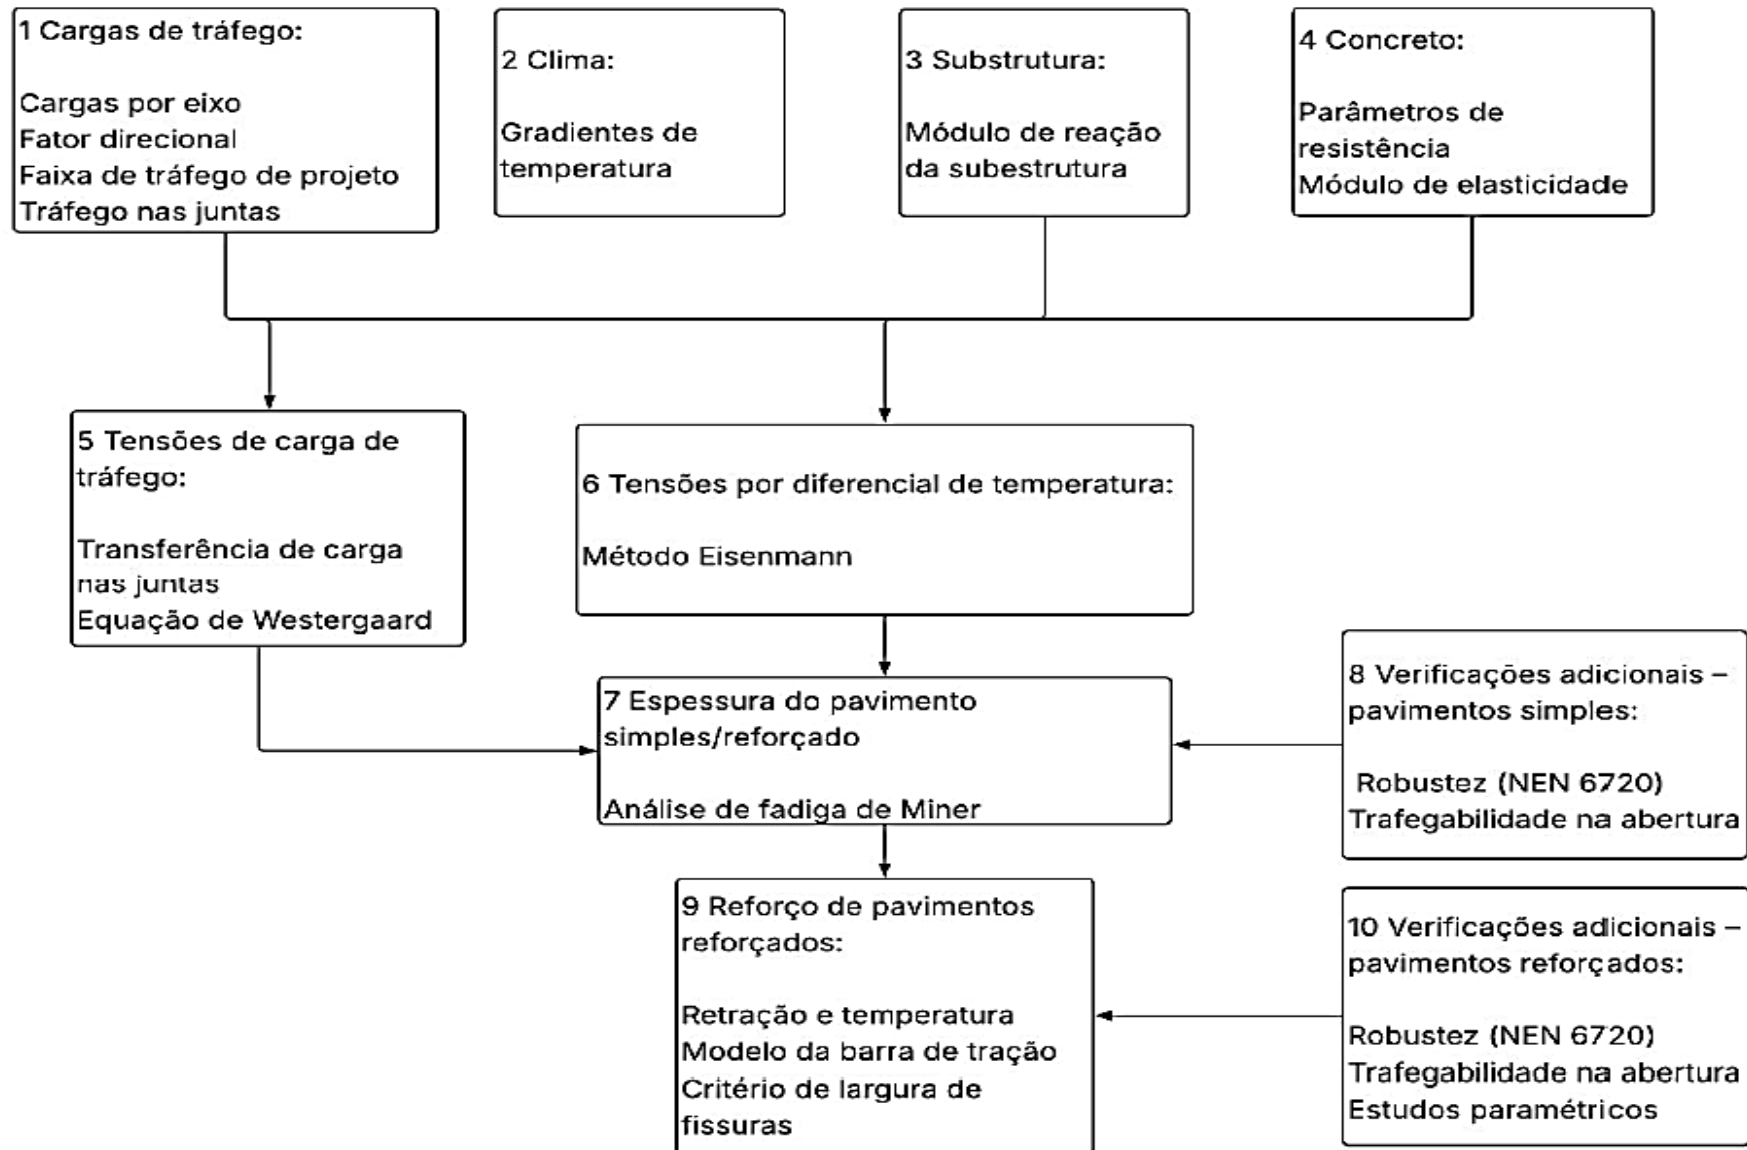 1 Cargas de tráfego:
Cargas por eixo
Fator direcional
Faixa de tráfego de projeto
Tráfego nas juntas
2 Clima:
Gradientes de
temperatura
3 Substrutura:
Módulo de reação
da subestrutura
4 Concreto:
Parâmetros de
resistência
Módulo de elasticidade
5 Tensões de carga de
tráfego:
Transferência de carga
nas juntas
Equação de Westergaard
6 Tensões por diferencial de temperatura:
Método Eisenmann
7 Espessura do pavimento
simples/reforçado
Análise de fadiga de Miner
8 Verificações adicionais –
pavimentos simples:
Robustez (NEN 6720)
Trafegabilidade na abertura
9 Reforço de pavimentos
reforçados:
Retração e temperatura
Modelo da barra de tração
Critério de largura de
fissuras
10 Verificações adicionais –
pavimentos reforçados:
Robustez (NEN 6720)
Trafegabilidade na abertura
Estudos paramétricos